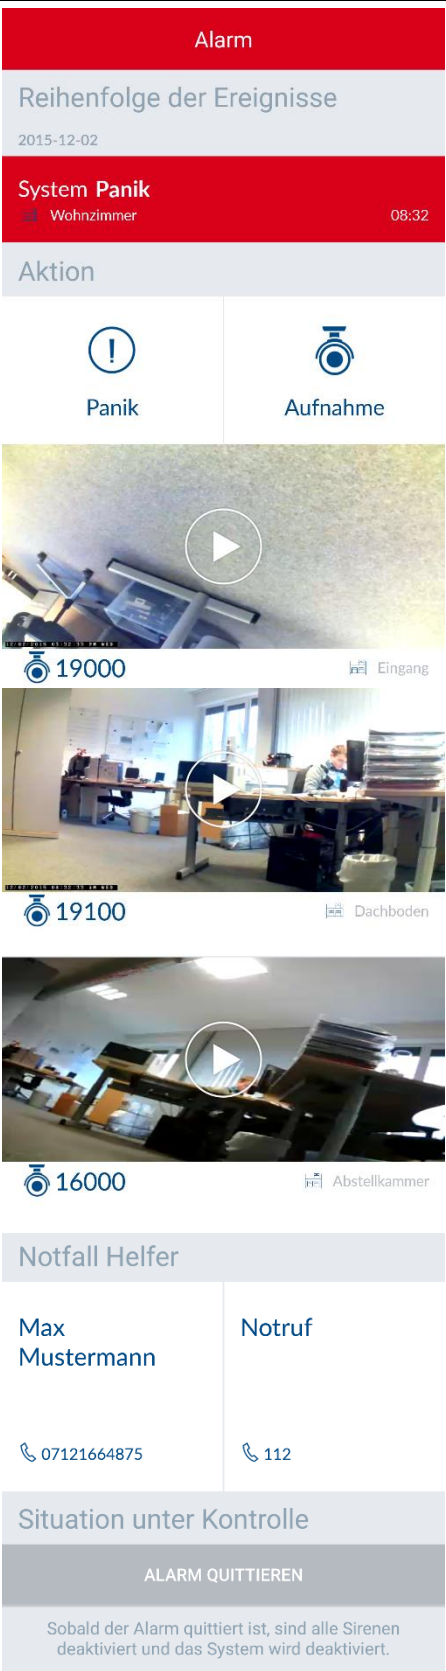 Alarm
Reihenfolge der Ereignisse
2015-12-02
System Panik
Wohnzimmer 08:32
Aktion
Panik Aufnahme
19000 Eingang
19100 Dachboden
16000 Abstellkammer
Notfall Helfer
Max
Mustermann
Notruf
07121664875 112
Situation unter Kontrolle
ALARM QUITTIEREN
Sobald der Alarm quittiert ist, sind alle Sirenen
deaktiviert und das System wird deaktiviert.